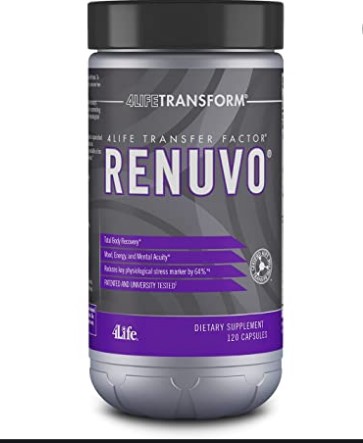 4LIFETRANSFORM®
4LIFE TRANSFER FACTOR®
RENUVO®
Total Body Recovery*
Mood, Energy, and Mental Acuity*
Reduces key physiological stress marker by 64%.*†
PATENTED AND UNIVERSITY TESTED‡
4Life.
DIETARY SUPPLEMENT
120 CAPSULES